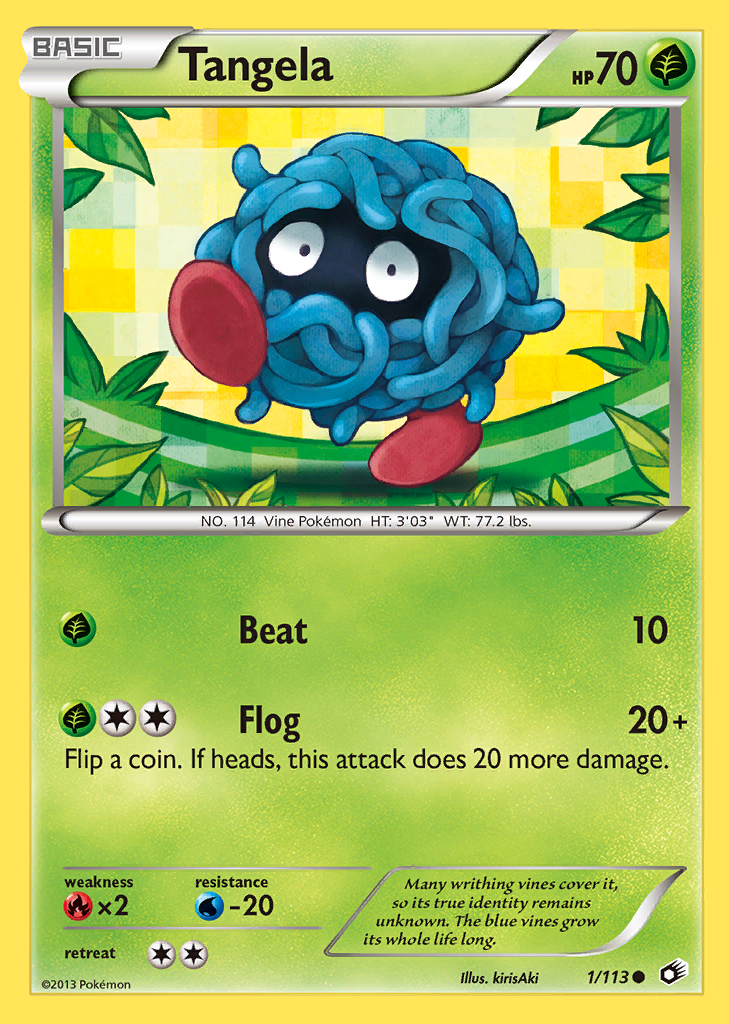 BASIC
Tangela
HP 70
NO. 114 Vine Pokémon HT: 3'03" WT: 77.2 lbs.
Beat 10
Flog 20+
Flip a coin. If heads, this attack does 20 more damage.
weakness resistance
×2 -20
retreat
Many writhing vines cover it,
so its true identity remains
unknown. The blue vines grow
its whole life long.
©2013 Pokémon Illus. kirisAki 1/113